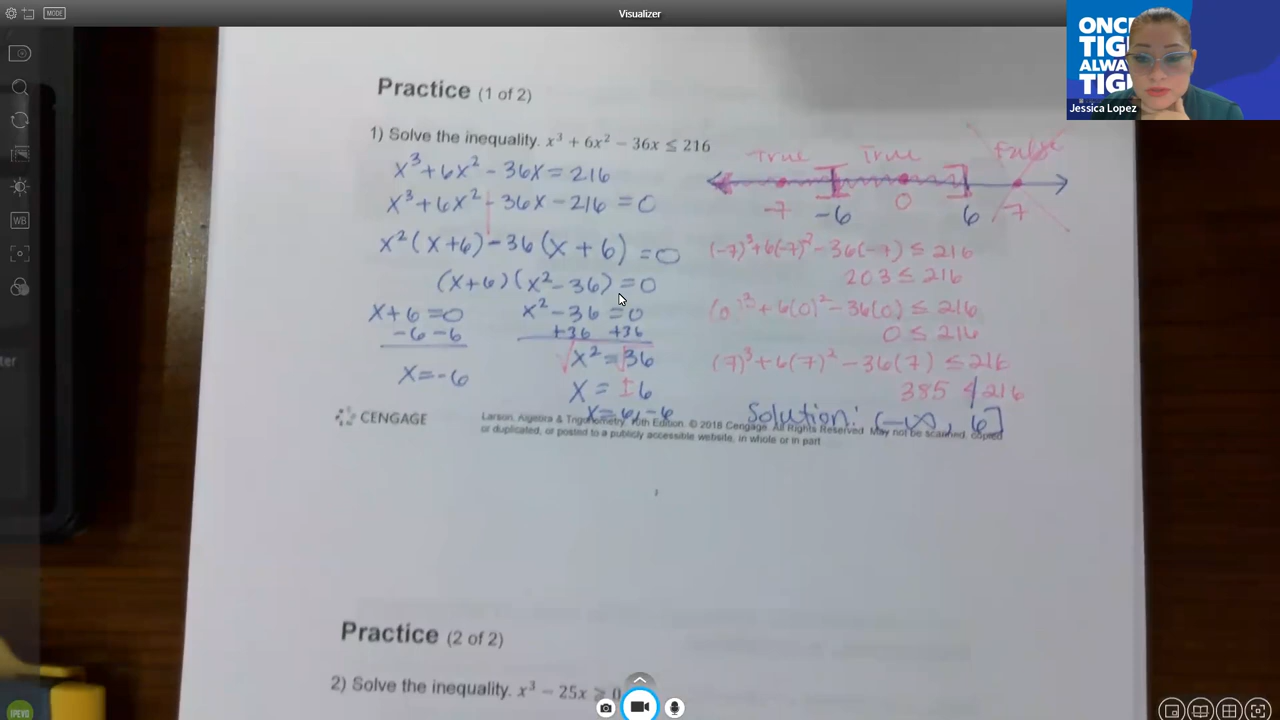 MODE
Visualizer
ONC
TIG
ALWA
TIG
Jessica Lopez
WB
Practice (1 of 2)
1) Solve the inequality. x³ + 6x² − 36x ≤ 216
x³ + 6x² − 36x = 216
x³ + 6x² − 36x − 216 = 0
x²(x+6) − 36(x+6) = 0
(x+6)(x²−36) = 0
x+6=0
−6 −6
x=−6
x²−36=0
+36 +36
√x² = √36
x = ±6
x=6,−6
True True false
-7 -6 0 6 7
(-7)³+6(-7)²−36(-7) ≤ 216
203 ≤ 216
(0)³+6(0)²−36(0) ≤ 216
0 ≤ 216
(7)³+6(7)²−36(7) ≤ 216
385 ≰ 216
Solution: (−∞, 6]
CENGAGE
Larson, Algebra & Trigonometry, 10th Edition. © 2018 Cengage. All Rights Reserved. May not be scanned, copied
or duplicated, or posted to a publicly accessible website, in whole or in part
Practice (2 of 2)
2) Solve the inequality. x³ − 25x ≥ 0
IPEVO